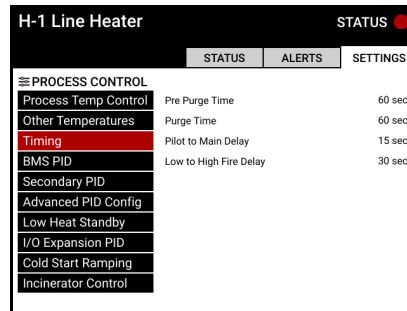 H-1 Line Heater STATUS
STATUS ALERTS SETTINGS
PROCESS CONTROL
Process Temp Control
Other Temperatures
Timing
BMS PID
Secondary PID
Advanced PID Config
Low Heat Standby
I/O Expansion PID
Cold Start Ramping
Incinerator Control
Pre Purge Time 60 sec
Purge Time 60 sec
Pilot to Main Delay 15 sec
Low to High Fire Delay 30 sec